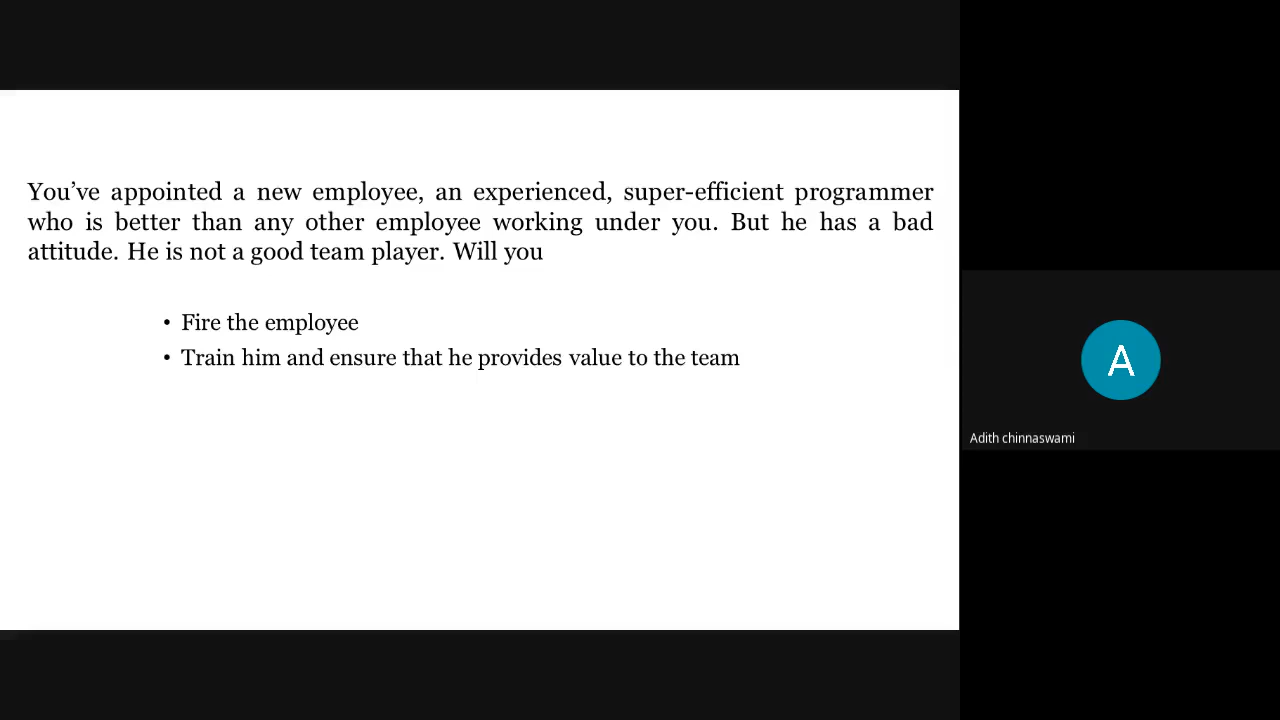 You’ve appointed a new employee, an experienced, super-efficient programmer
who is better than any other employee working under you. But he has a bad
attitude. He is not a good team player. Will you
• Fire the employee
• Train him and ensure that he provides value to the team
A
Adith chinnaswami